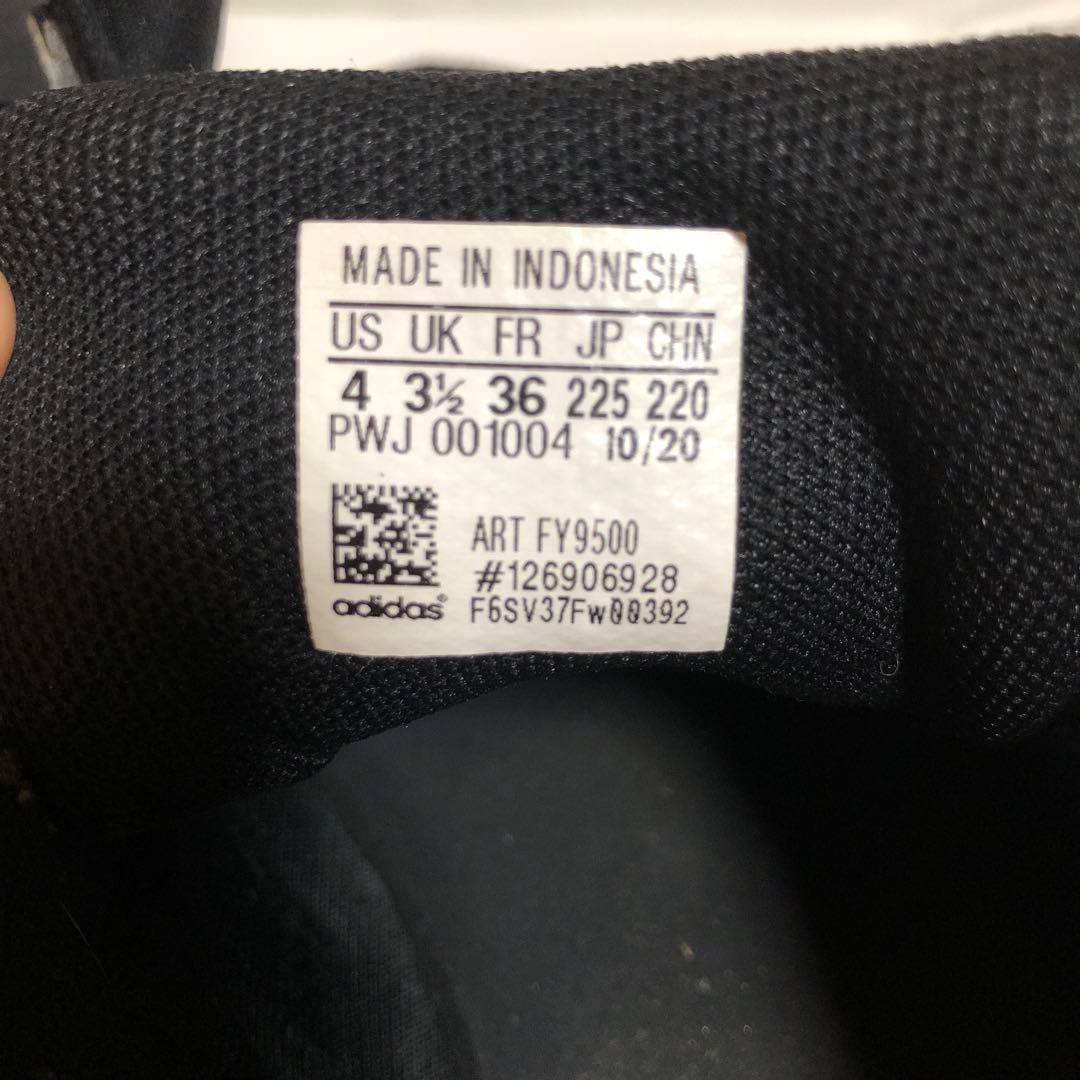 MADE IN INDONESIA
US UK FR JP CHN
4 3½ 36 225 220
PWJ 001004 10/20
ART FY9500
#126906928
adidas® F6SV37Fw00392